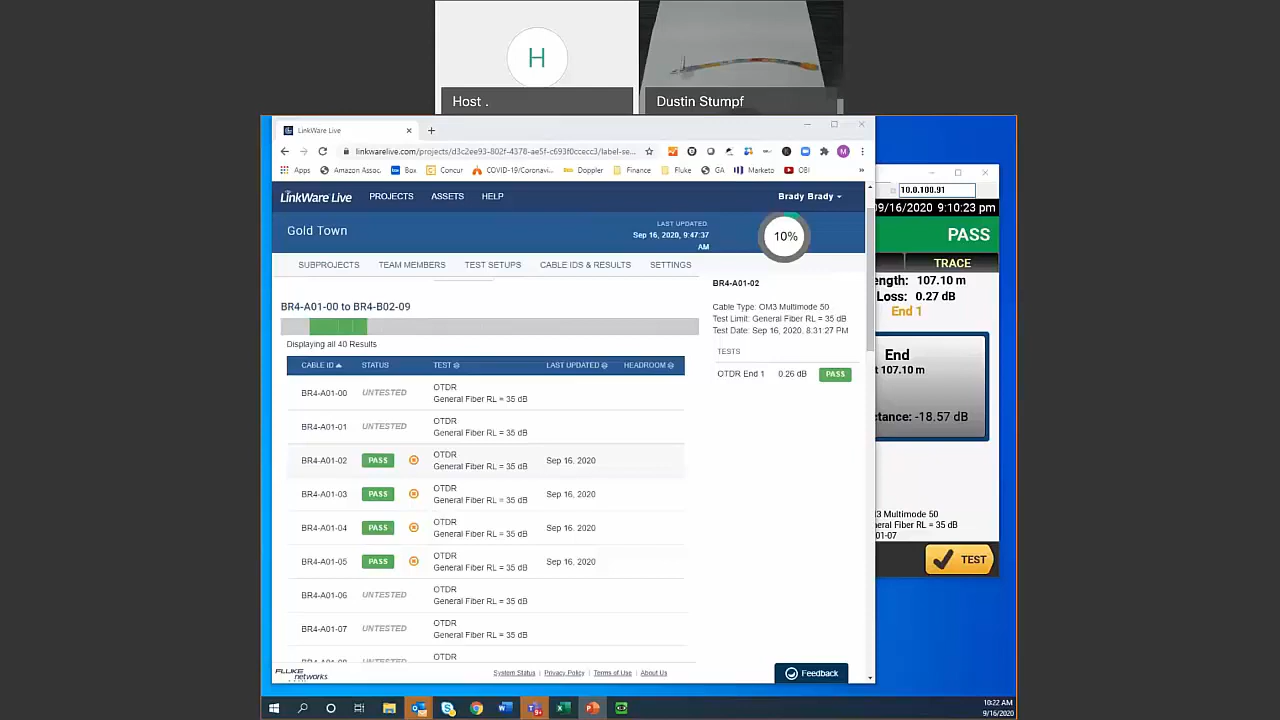 H
Host .
Dustin Stumpf
LinkWare Live
linkwarelive.com/projects/d3c2ee93-802f-4378-ae5f-c693f0ccecc3/label-se...
M
Apps
Amazon Assoc.
Box
Concur
COVID-19/Coronavi...
Doppler
Finance
Fluke
GA
Marketo
OBI
LinkWare Live
PROJECTS
ASSETS
HELP
Brady Brady
Gold Town
LAST UPDATED
Sep 16, 2020, 9:47:37
AM
10%
SUBPROJECTS
TEAM MEMBERS
TEST SETUPS
CABLE IDS & RESULTS
SETTINGS
BR4-A01-00 to BR4-B02-09
Displaying all 40 Results
CABLE ID
STATUS
TEST
LAST UPDATED
HEADROOM
BR4-A01-00
UNTESTED
OTDR
General Fiber RL = 35 dB
BR4-A01-01
UNTESTED
OTDR
General Fiber RL = 35 dB
BR4-A01-02
PASS
OTDR
General Fiber RL = 35 dB
Sep 16, 2020
BR4-A01-03
PASS
OTDR
General Fiber RL = 35 dB
Sep 16, 2020
BR4-A01-04
PASS
OTDR
General Fiber RL = 35 dB
Sep 16, 2020
BR4-A01-05
PASS
OTDR
General Fiber RL = 35 dB
Sep 16, 2020
BR4-A01-06
UNTESTED
OTDR
General Fiber RL = 35 dB
BR4-A01-07
UNTESTED
OTDR
General Fiber RL = 35 dB
OTDR
BR4-A01-02
Cable Type: OM3 Multimode 50
Test Limit: General Fiber RL = 35 dB
Test Date: Sep 16, 2020, 8:31:27 PM
TESTS
OTDR End 1
0.26 dB
PASS
FLUKE
networks
System Status
Privacy Policy
Terms of Use
About Us
Feedback
10.0.100.91
9/16/2020 9:10:23 pm
PASS
TRACE
ength: 107.10 m
Loss: 0.27 dB
End 1
End
t 107.10 m
tance: -18.57 dB
M3 Multimode 50
eral Fiber RL = 35 dB
01-07
TEST
10:22 AM
9/16/2020